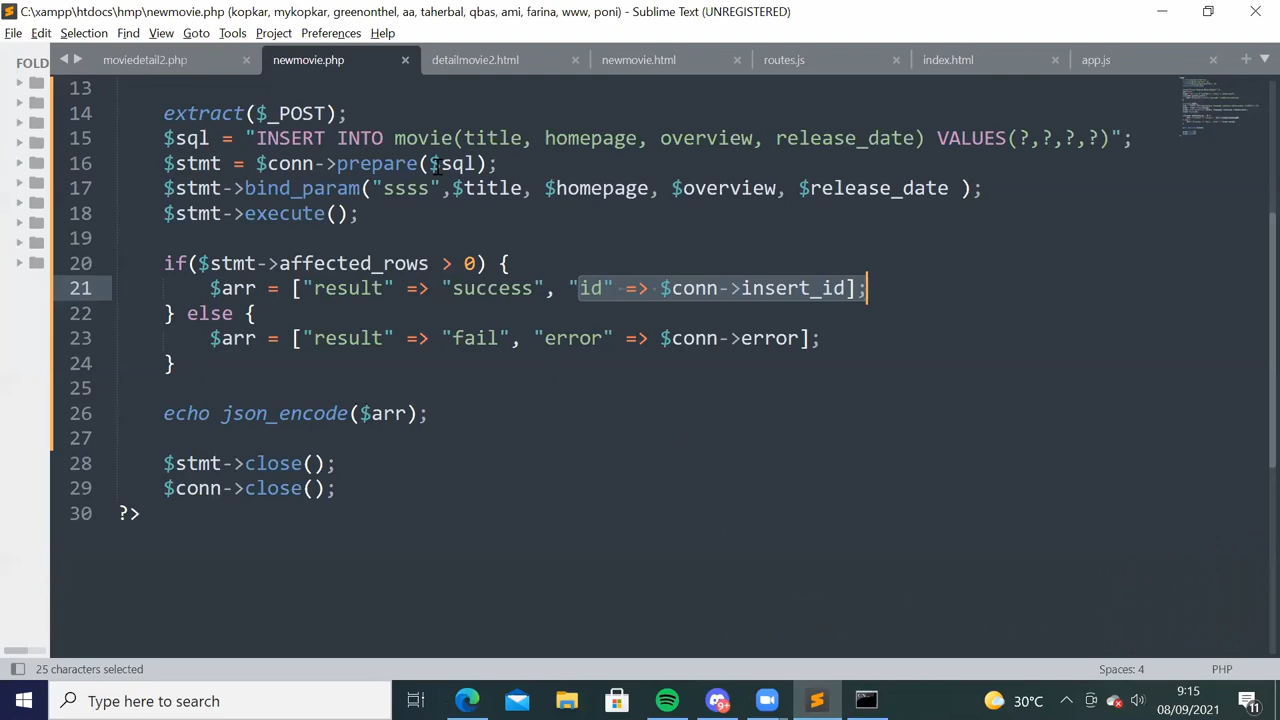 C:\xampp\htdocs\hmp\newmovie.php (kopkar, mykopkar, greenonthel, aa, taherbal, qbas, ami, farina, www, poni) - Sublime Text (UNREGISTERED)
File Edit Selection Find View Goto Tools Project Preferences Help
FOLD moviedetail2.php newmovie.php detailmovie2.html newmovie.html routes.js index.html app.js
13
14 extract($_POST);
15 $sql = "INSERT INTO movie(title, homepage, overview, release_date) VALUES(?,?,?,?)";
16 $stmt = $conn->prepare($sql);
17 $stmt->bind_param("ssss",$title, $homepage, $overview, $release_date );
18 $stmt->execute();
19
20 if($stmt->affected_rows > 0) {
21 $arr = ["result" => "success", "id" => $conn->insert_id];
22 } else {
23 $arr = ["result" => "fail", "error" => $conn->error];
24 }
25
26 echo json_encode($arr);
27
28 $stmt->close();
29 $conn->close();
30 ?>
25 characters selected Spaces: 4 PHP
Type here to search 9+ 30°C 9:15
08/09/2021 11